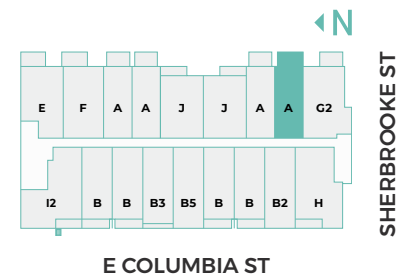 N
E F A A J J A A G2
SHERBROOKE ST
I2 B B B3 B5 B B B2 H
E COLUMBIA ST